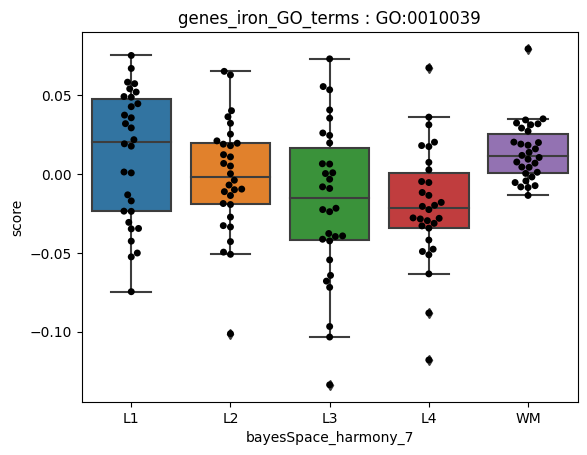 genes_iron_GO_terms : GO:0010039
score
0.05
0.00
−0.05
−0.10
L1 L2 L3 L4 WM
bayesSpace_harmony_7